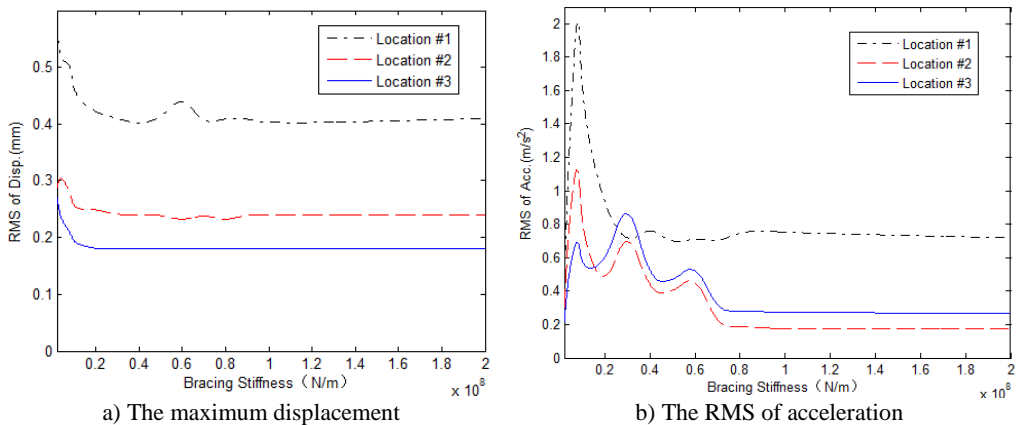 Location #1
Location #2
Location #3
RMS of Disp.(mm)
0.5
0.4
0.3
0.2
0.1
0
0.2 0.4 0.6 0.8 1 1.2 1.4 1.6 1.8 2
Bracing Stiffness（N/m）
x 10^8
a) The maximum displacement
Location #1
Location #2
Location #3
RMS of Acc.(m/s²)
2
1.8
1.6
1.4
1.2
1
0.8
0.6
0.4
0.2
0
0.2 0.4 0.6 0.8 1 1.2 1.4 1.6 1.8 2
Bracing Stiffness（N/m）
x 10^8
b) The RMS of acceleration